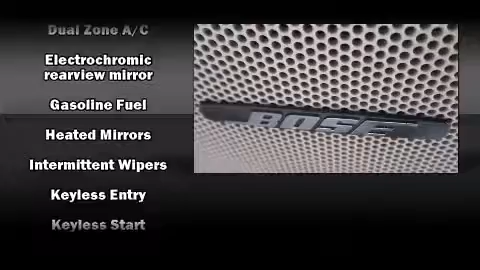 Dual Zone A/C
Electrochromic
rearview mirror
Gasoline Fuel
Heated Mirrors
Intermittent Wipers
Keyless Entry
Keyless Start
BOSE